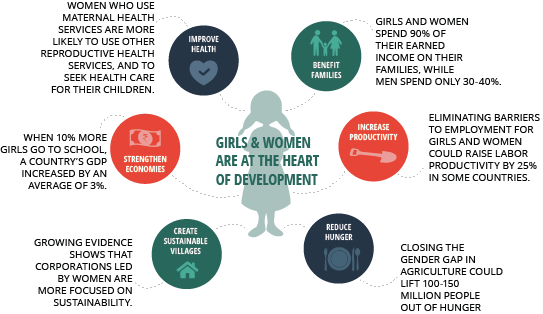 WOMEN WHO USE
MATERNAL HEALTH
SERVICES ARE MORE
LIKELY TO USE OTHER
REPRODUCTIVE HEALTH
SERVICES, AND TO
SEEK HEALTH CARE
FOR THEIR CHILDREN.
IMPROVE
HEALTH
BENEFIT
FAMILIES
GIRLS AND WOMEN
SPEND 90% OF
THEIR EARNED
INCOME ON THEIR
FAMILIES, WHILE
MEN SPEND ONLY 30-40%.
WHEN 10% MORE
GIRLS GO TO SCHOOL,
A COUNTRY'S GDP
INCREASED BY AN
AVERAGE OF 3%.
STRENGTHEN
ECONOMIES
GIRLS & WOMEN
ARE AT THE HEART
OF DEVELOPMENT
INCREASE
PRODUCTIVITY
ELIMINATING BARRIERS
TO EMPLOYMENT FOR
GIRLS AND WOMEN
COULD RAISE LABOR
PRODUCTIVITY BY 25%
IN SOME COUNTRIES.
GROWING EVIDENCE
SHOWS THAT
CORPORATIONS LED
BY WOMEN ARE
MORE FOCUSED ON
SUSTAINABILITY.
CREATE
SUSTAINABLE
VILLAGES
REDUCE
HUNGER
CLOSING THE
GENDER GAP IN
AGRICULTURE COULD
LIFT 100-150
MILLION PEOPLE
OUT OF HUNGER